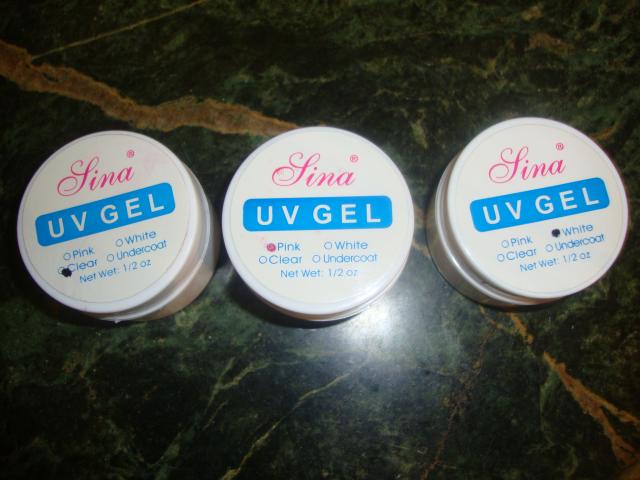 Sina®
UV GEL
Pink White
Clear Undercoat
Net Wet: 1/2 oz
Sina®
UV GEL
Pink White
Clear Undercoat
Net Wet: 1/2 oz
Sina®
UV GEL
Pink White
Clear Undercoat
Net Wet: 1/2 oz